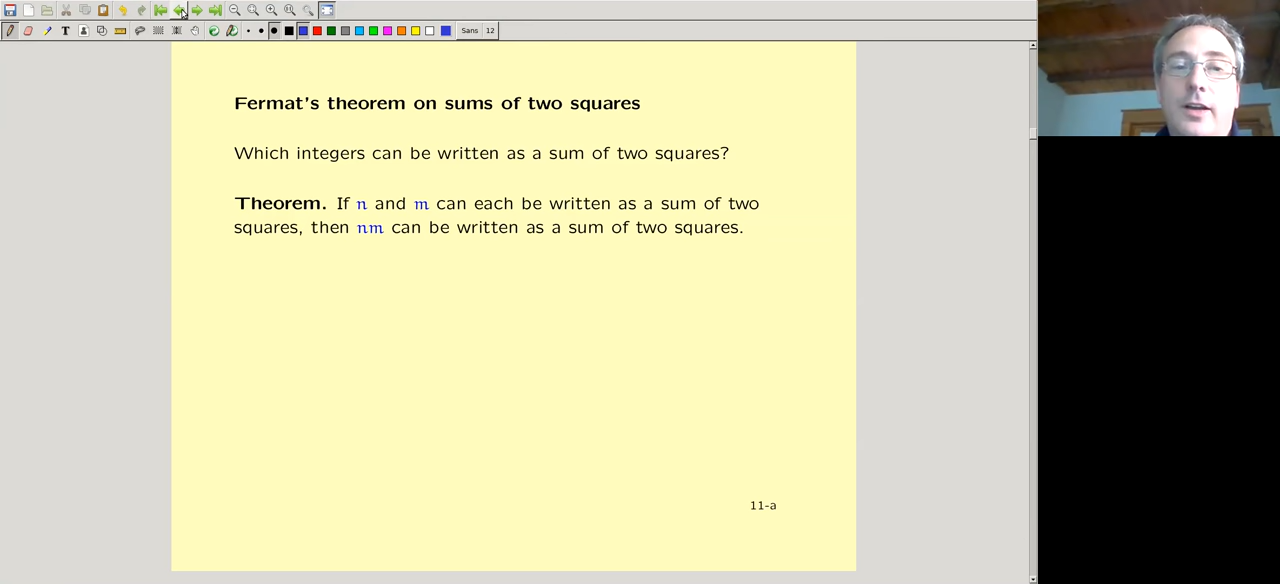 T
Sans 12
Fermat's theorem on sums of two squares
Which integers can be written as a sum of two squares?
Theorem. If n and m can each be written as a sum of two
squares, then nm can be written as a sum of two squares.
11-a